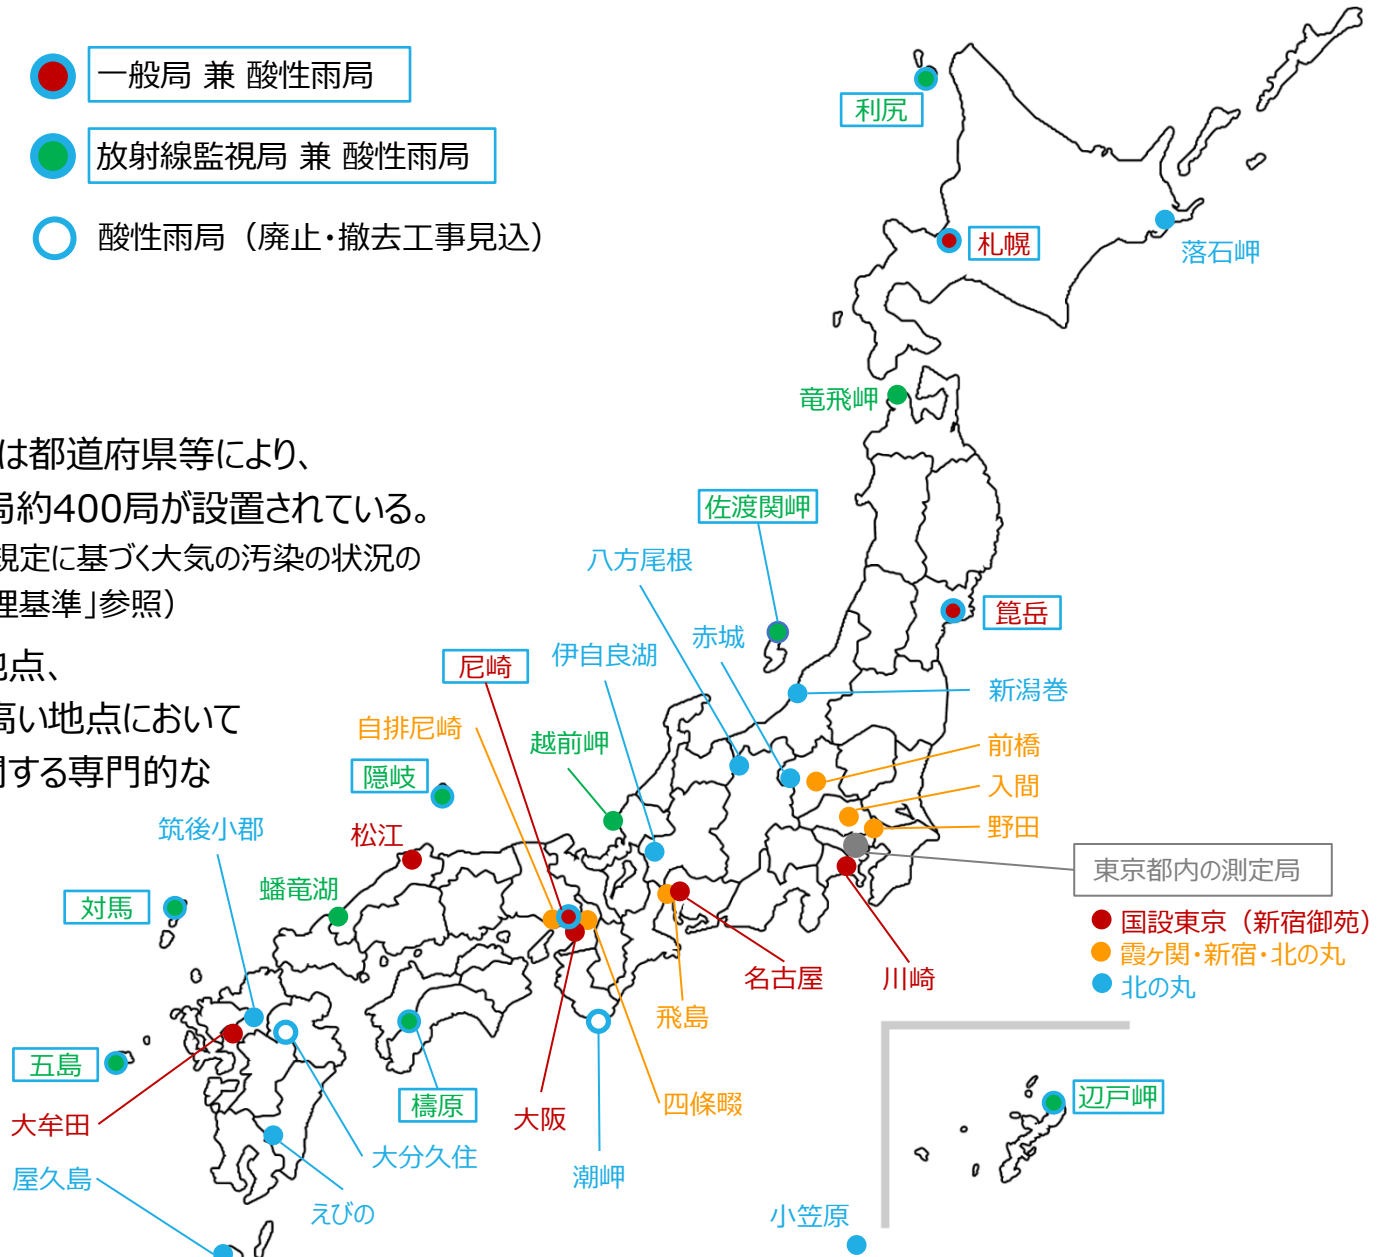 一般局 兼 酸性雨局
放射線監視局 兼 酸性雨局
酸性雨局（廃止・撤去工事見込）
利尻
札幌
落石岬
竜飛岬
は都道府県等により、
局約400局が設置されている。
規定に基づく大気の汚染の状況の
理基準」参照）
地点、
高い地点において
関する専門的な
佐渡関岬
八方尾根
赤城
伊自良湖
尼崎
自排尼崎
越前岬
隠岐
松江
筑後小郡
蟠竜湖
対馬
箆岳
新潟巻
前橋
入間
野田
東京都内の測定局
国設東京（新宿御苑）
霞ヶ関・新宿・北の丸
北の丸
名古屋
川崎
飛島
五島
大牟田
檮原
大阪
四條畷
大分久住
潮岬
屋久島
えびの
辺戸岬
小笠原